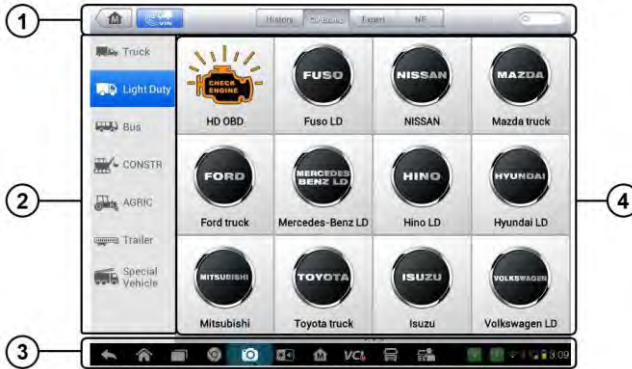 1
VIN
History
Expert
2
Truck
Light Duty
Bus
CONSTR
AGRIC
Trailer
Special
Vehicle
CHECK
ENGINE
HD OBD
FUSO
Fuso LD
NISSAN
NISSAN
MAZDA
Mazda truck
FORD
Ford truck
MERCEDES
BENZ LD
Mercedes-Benz LD
HINO
Hino LD
HYUNDAI
Hyundai LD
MITSUBISHI
Mitsubishi
TOYOTA
Toyota truck
ISUZU
Isuzu
VOLKSWAGEN
Volkswagen LD
4
3
M
VCI
3:09